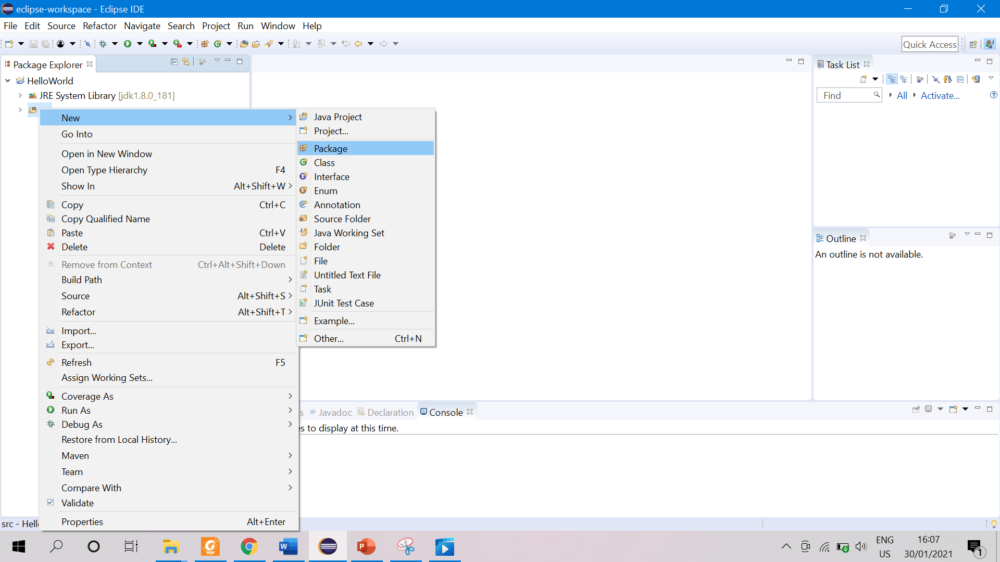 eclipse-workspace - Eclipse IDE
File Edit Source Refactor Navigate Search Project Run Window Help
Quick Access
Package Explorer
HelloWorld
JRE System Library [jdk1.8.0_181]
New
Go Into
Open in New Window
Open Type Hierarchy F4
Show In Alt+Shift+W
Copy Ctrl+C
Copy Qualified Name
Paste Ctrl+V
Delete Delete
Remove from Context Ctrl+Alt+Shift+Down
Build Path
Source Alt+Shift+S
Refactor Alt+Shift+T
Import...
Export...
Refresh F5
Assign Working Sets...
Coverage As
Run As
Debug As
Restore from Local History...
Maven
Team
Compare With
Validate
Properties Alt+Enter
Java Project
Project...
Package
Class
Interface
Enum
Annotation
Source Folder
Java Working Set
Folder
File
Untitled Text File
Task
JUnit Test Case
Example...
Other... Ctrl+N
Task List
Find All Activate...
Outline
An outline is not available.
s @ Javadoc Declaration Console
es to display at this time.
src - Hello
PDF
W
P
ENG
US
16:07
30/01/2021
1